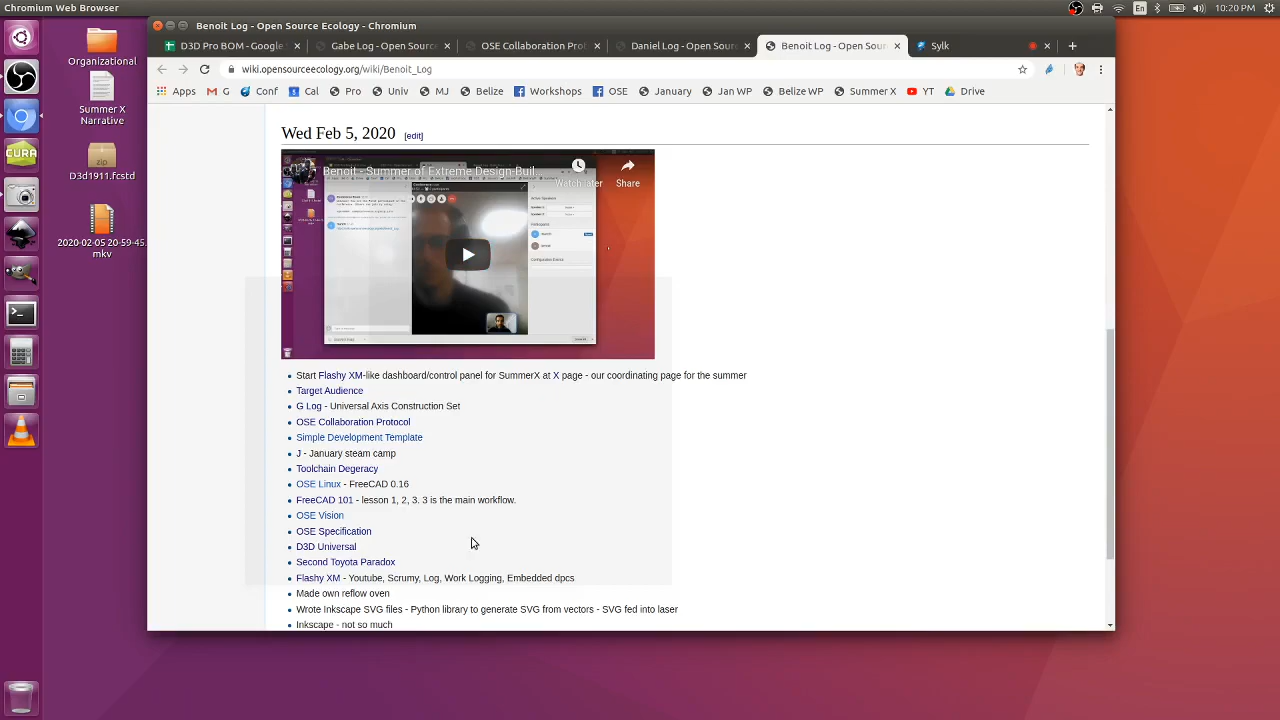 Chromium Web Browser
En
10:20 PM
Organizational
Summer X
Narrative
D3d1911.fcstd
2020-02-05 20-59-45.
mkv
Benoit Log - Open Source Ecology - Chromium
D3D Pro BOM - Google
Gabe Log - Open Source
OSE Collaboration Pro
Daniel Log - Open Sour
Benoit Log - Open Sour
Sylk
wiki.opensourceecology.org/wiki/Benoit_Log
Apps
G
Conf
Cal
Pro
Univ
MJ
Belize
Workshops
OSE
January
Jan WP
Belize WP
Summer X
YT
Drive
Wed Feb 5, 2020 [edit]
Benoit - Summer of Extreme Design-Buil...
Watch later
Share
Start Flashy XM-like dashboard/control panel for SummerX at X page - our coordinating page for the summer
Target Audience
G Log - Universal Axis Construction Set
OSE Collaboration Protocol
Simple Development Template
J - January steam camp
Toolchain Degeracy
OSE Linux - FreeCAD 0.16
FreeCAD 101 - lesson 1, 2, 3. 3 is the main workflow.
OSE Vision
OSE Specification
D3D Universal
Second Toyota Paradox
Flashy XM - Youtube, Scrumy, Log, Work Logging, Embedded dpcs
Made own reflow oven
Wrote Inkscape SVG files - Python library to generate SVG from vectors - SVG fed into laser
Inkscape - not so much